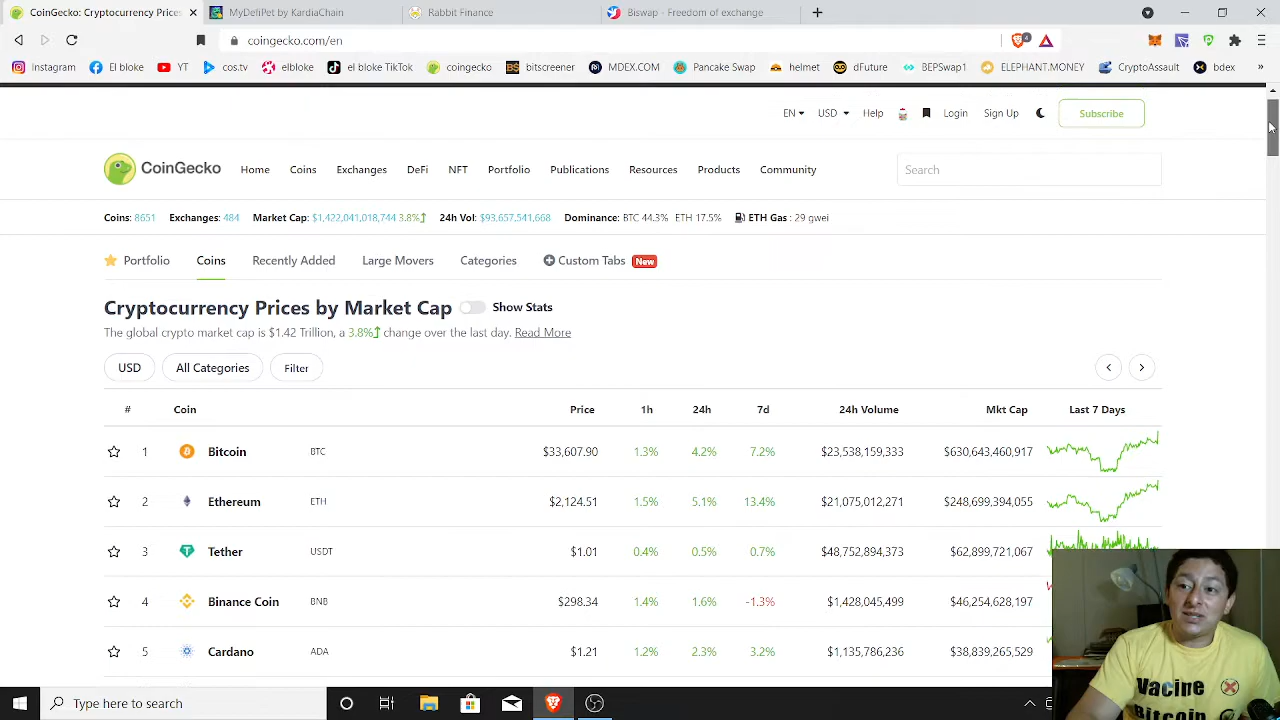 CoinGecko: Cryptocurrency Prices
MyDefiPet by KardiaChain
Rabbit Finance
Biswap - Freedom of exchange
coingecko.com/en
4
Instagram
El bloke
YT
cos.tv
elbloke
el bloke TikTok
coingecko
bitscreener
MDEX.COM
Pancake Swap
helmet
dFuture
BEPSwap1
ELEPHANT.MONEY
CryptoAssault
bdex
»
EN USD Help Login Sign Up Subscribe
CoinGecko Home Coins Exchanges DeFi NFT Portfolio Publications Resources Products Community Search
Coins: 8651 Exchanges: 484 Market Cap: $1,422,041,018,744 3.8% 24h Vol: $93,657,541,668 Dominance: BTC 44.3% ETH 17.5% ETH Gas : 29 gwei
Portfolio Coins Recently Added Large Movers Categories Custom Tabs New
Cryptocurrency Prices by Market Cap Show Stats
The global crypto market cap is $1.42 Trillion, a 3.8% change over the last day. Read More
USD All Categories Filter
# Coin Price 1h 24h 7d 24h Volume Mkt Cap Last 7 Days
1 Bitcoin BTC $33,607.90 1.3% 4.2% 7.2% $23,538,159,333 $630,643,460,917
2 Ethereum ETH $2,124.51 1.5% 5.1% 13.4% $21,075,012,271 $248,699,394,055
3 Tether USDT $1.01 0.4% 0.5% 0.7% $48,752,894,373 $62,899,721,067
4 Binance Coin BNB $298.34 1.4% 1.6% -1.3% $1,428,045,499 $46,254,628,197
5 Cardano ADA $1.21 1.2% 2.3% 3.2% $1,135,786,236 $38,839,265,529
Vacine
Bitcoin
Type here to search